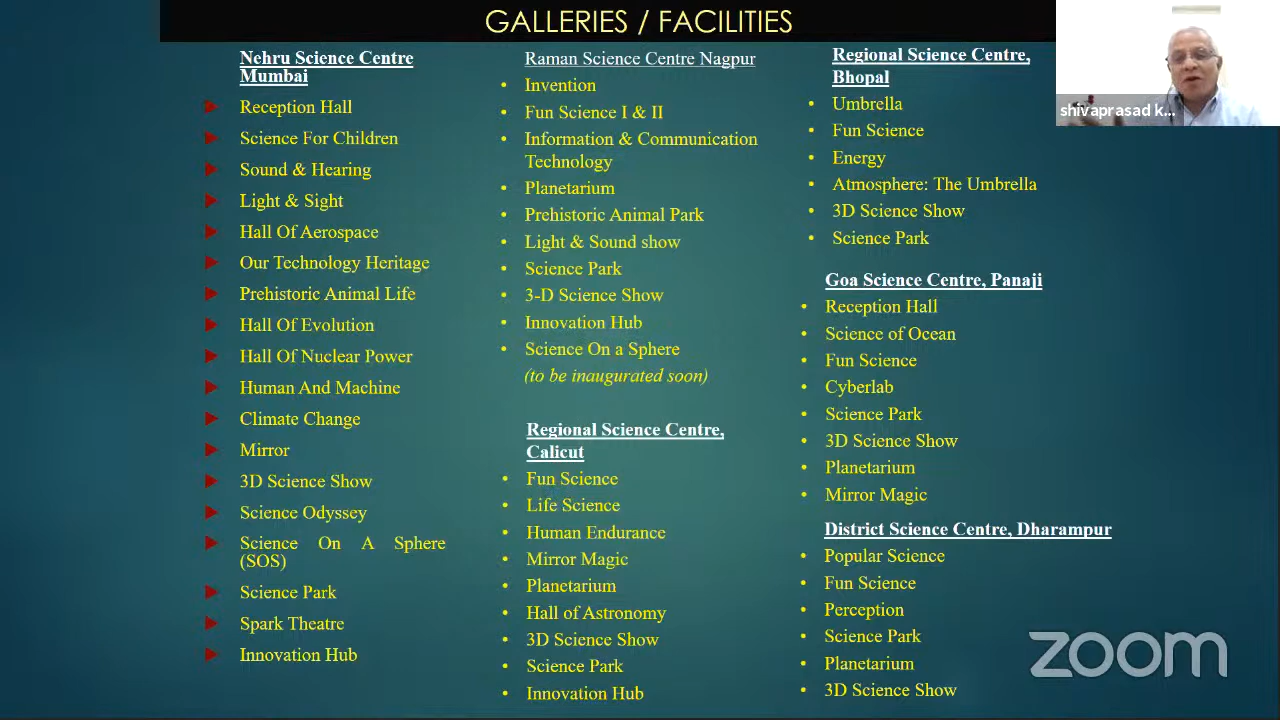 GALLERIES / FACILITIES
Nehru Science Centre
Mumbai
Reception Hall
Science For Children
Sound & Hearing
Light & Sight
Hall Of Aerospace
Our Technology Heritage
Prehistoric Animal Life
Hall Of Evolution
Hall Of Nuclear Power
Human And Machine
Climate Change
Mirror
3D Science Show
Science Odyssey
Science On A Sphere
(SOS)
Science Park
Spark Theatre
Innovation Hub
Raman Science Centre Nagpur
Invention
Fun Science I & II
Information & Communication
Technology
Planetarium
Prehistoric Animal Park
Light & Sound show
Science Park
3-D Science Show
Innovation Hub
Science On a Sphere
(to be inaugurated soon)
Regional Science Centre,
Calicut
Fun Science
Life Science
Human Endurance
Mirror Magic
Planetarium
Hall of Astronomy
3D Science Show
Science Park
Innovation Hub
Regional Science Centre,
Bhopal
Umbrella
Fun Science
Energy
Atmosphere: The Umbrella
3D Science Show
Science Park
Goa Science Centre, Panaji
Reception Hall
Science of Ocean
Fun Science
Cyberlab
Science Park
3D Science Show
Planetarium
Mirror Magic
District Science Centre, Dharampur
Popular Science
Fun Science
Perception
Science Park
Planetarium
3D Science Show
shivaprasad k...
zoom